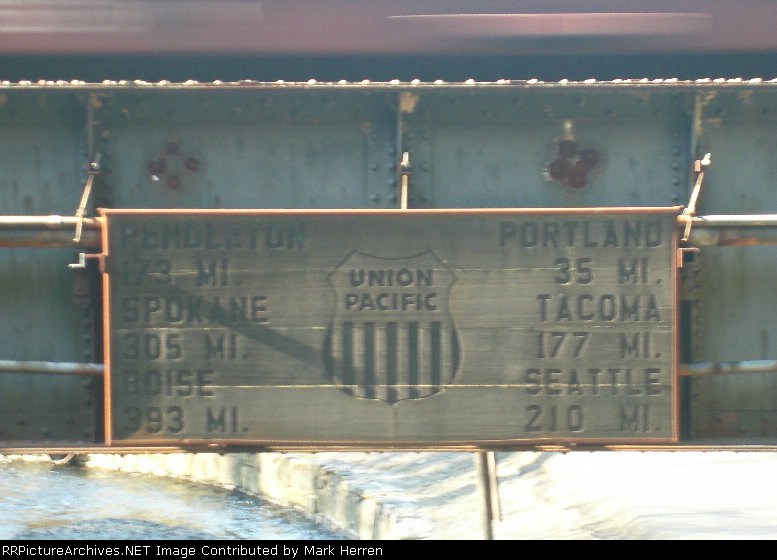 PENDLETON
173 MI.
SPOKANE
305 MI.
BOISE
393 MI.
UNION
PACIFIC
PORTLAND
35 MI.
TACOMA
177 MI.
SEATTLE
210 MI.
RRPictureArchives.NET Image Contributed by Mark Herren